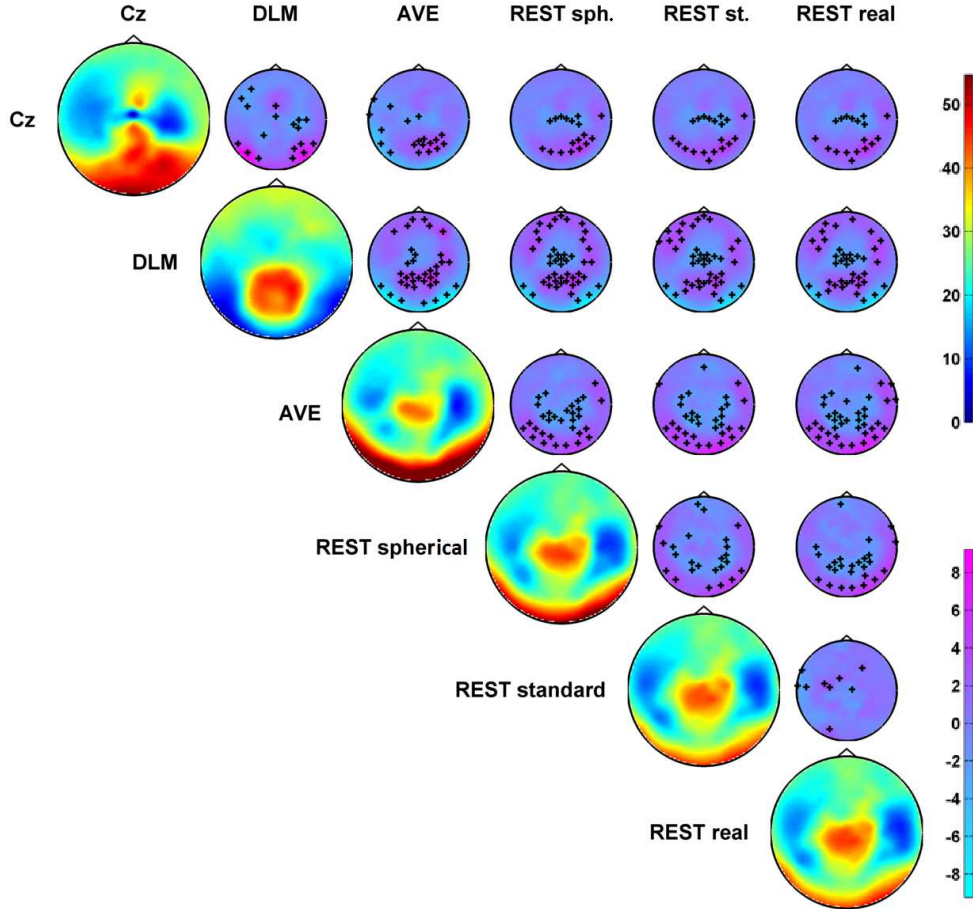 Cz DLM AVE REST sph. REST st. REST real
Cz
DLM
AVE
REST spherical
REST standard
REST real
50
40
30
20
10
0
8
6
4
2
0
-2
-4
-6
-8